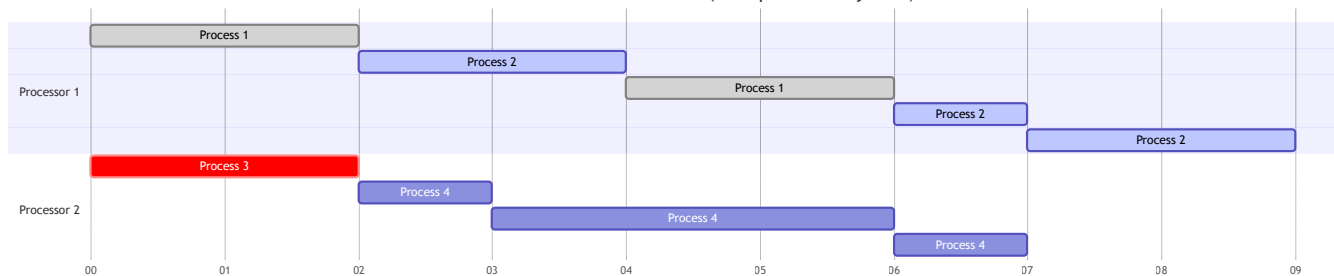 Process 1
Process 2
Process 1
Processor 1
Process 2
Process 2
Process 3
Process 4
Processor 2
Process 4
Process 4
00 01 02 03 04 05 06 07 08 09